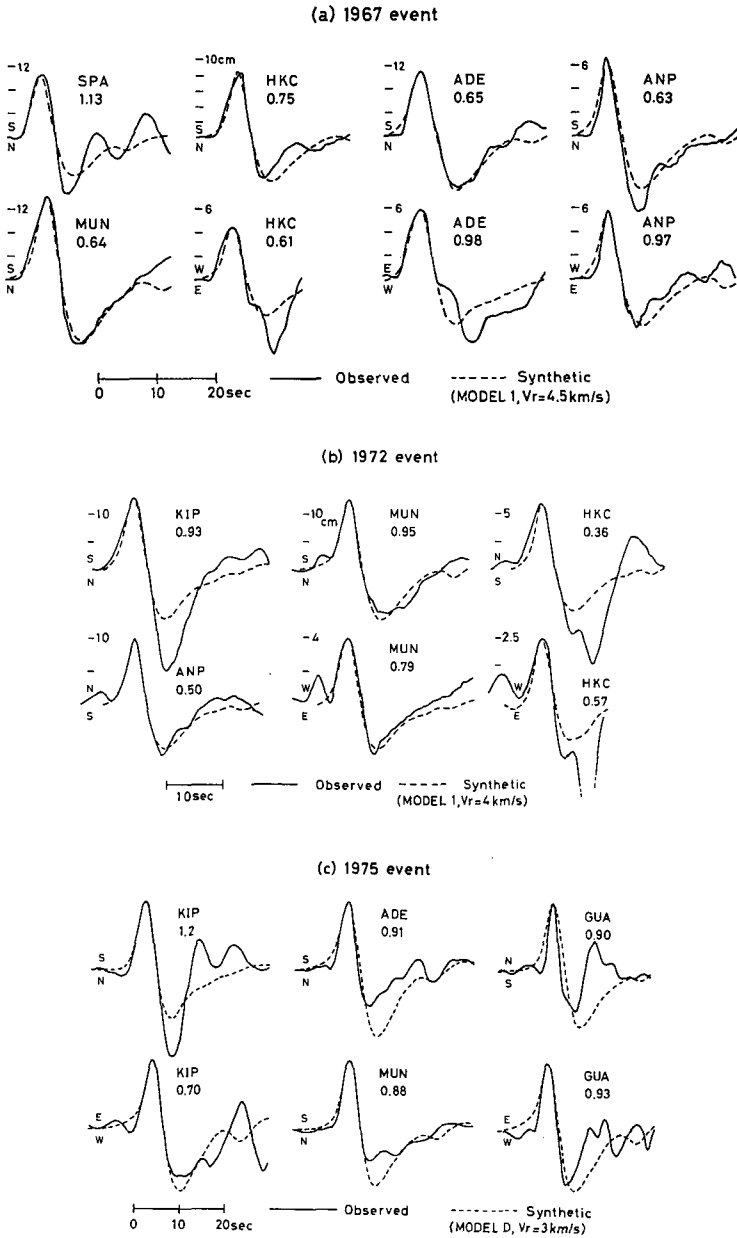 (a) 1967 event
-12
SPA
1.13
S
N
-10cm
HKC
0.75
S
N
-12
ADE
0.65
S
N
-6
ANP
0.63
S
N
-12
MUN
0.64
S
N
-6
HKC
0.61
W
E
-6
ADE
0.98
E
W
-6
ANP
0.97
W
E
0 10 20sec
Observed
Synthetic
(MODEL 1, Vr=4.5km/s)
(b) 1972 event
-10
KIP
0.93
S
N
-10cm
MUN
0.95
S
N
-5
HKC
0.36
N
S
-10
ANP
0.50
N
S
-4
MUN
0.79
W
E
-2.5
HKC
0.57
W
E
10sec
Observed
Synthetic
(MODEL 1, Vr=4km/s)
(c) 1975 event
KIP
1.2
S
N
ADE
0.91
S
N
GUA
0.90
N
S
KIP
0.70
E
W
MUN
0.88
S
N
GUA
0.93
E
W
0 10 20sec
Observed
Synthetic
(MODEL D, Vr=3km/s)